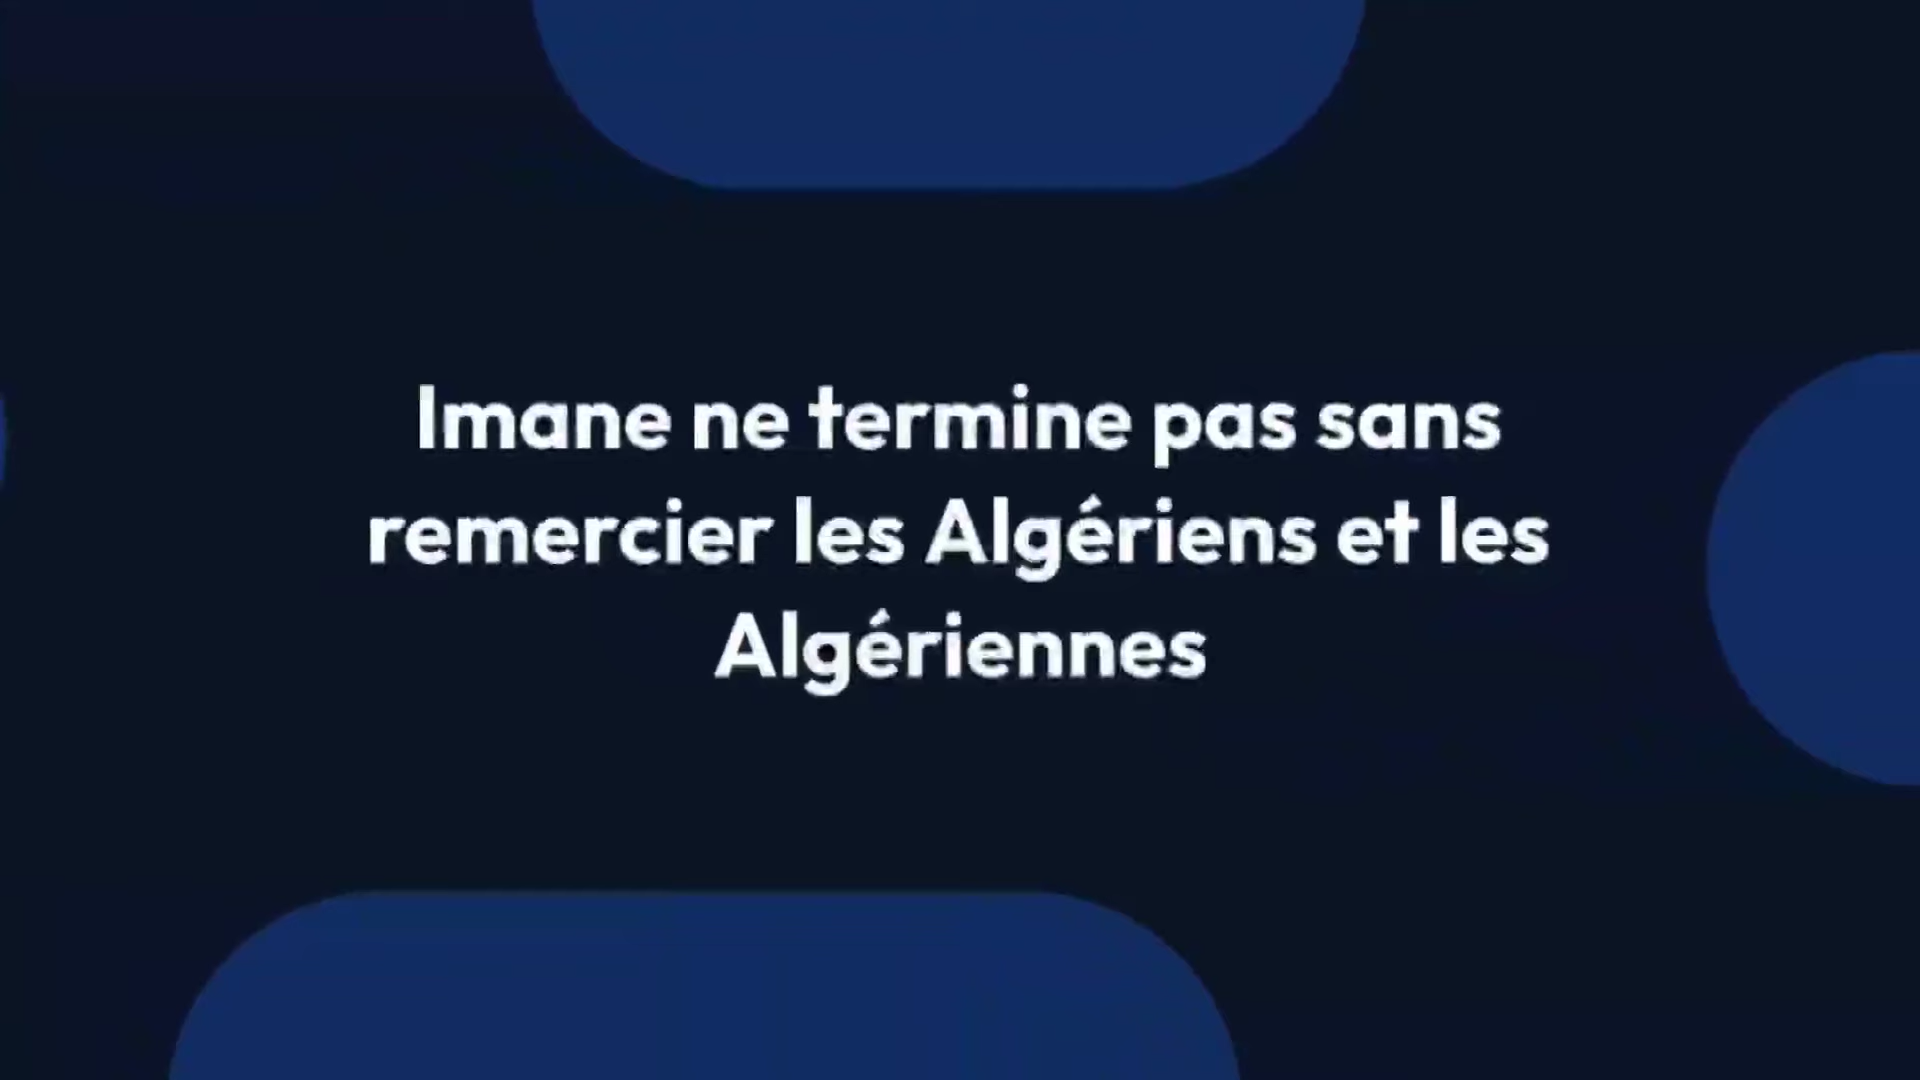 Imane ne termine pas sans
remercier les Algériens et les
Algériennes